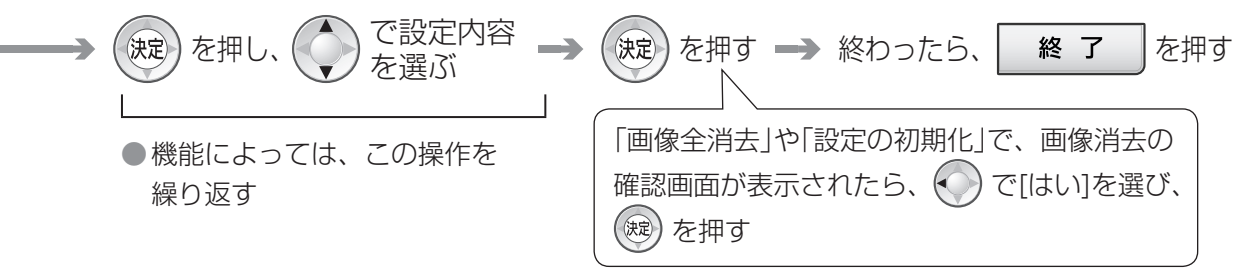 決定 を押し、 で設定内容
を選ぶ
決定 を押す
終わったら、 終 了 を押す
●機能によっては、この操作を
繰り返す
「画像全消去」や「設定の初期化」で、画像消去の
確認画面が表示されたら、 で[はい]を選び、
決定 を押す